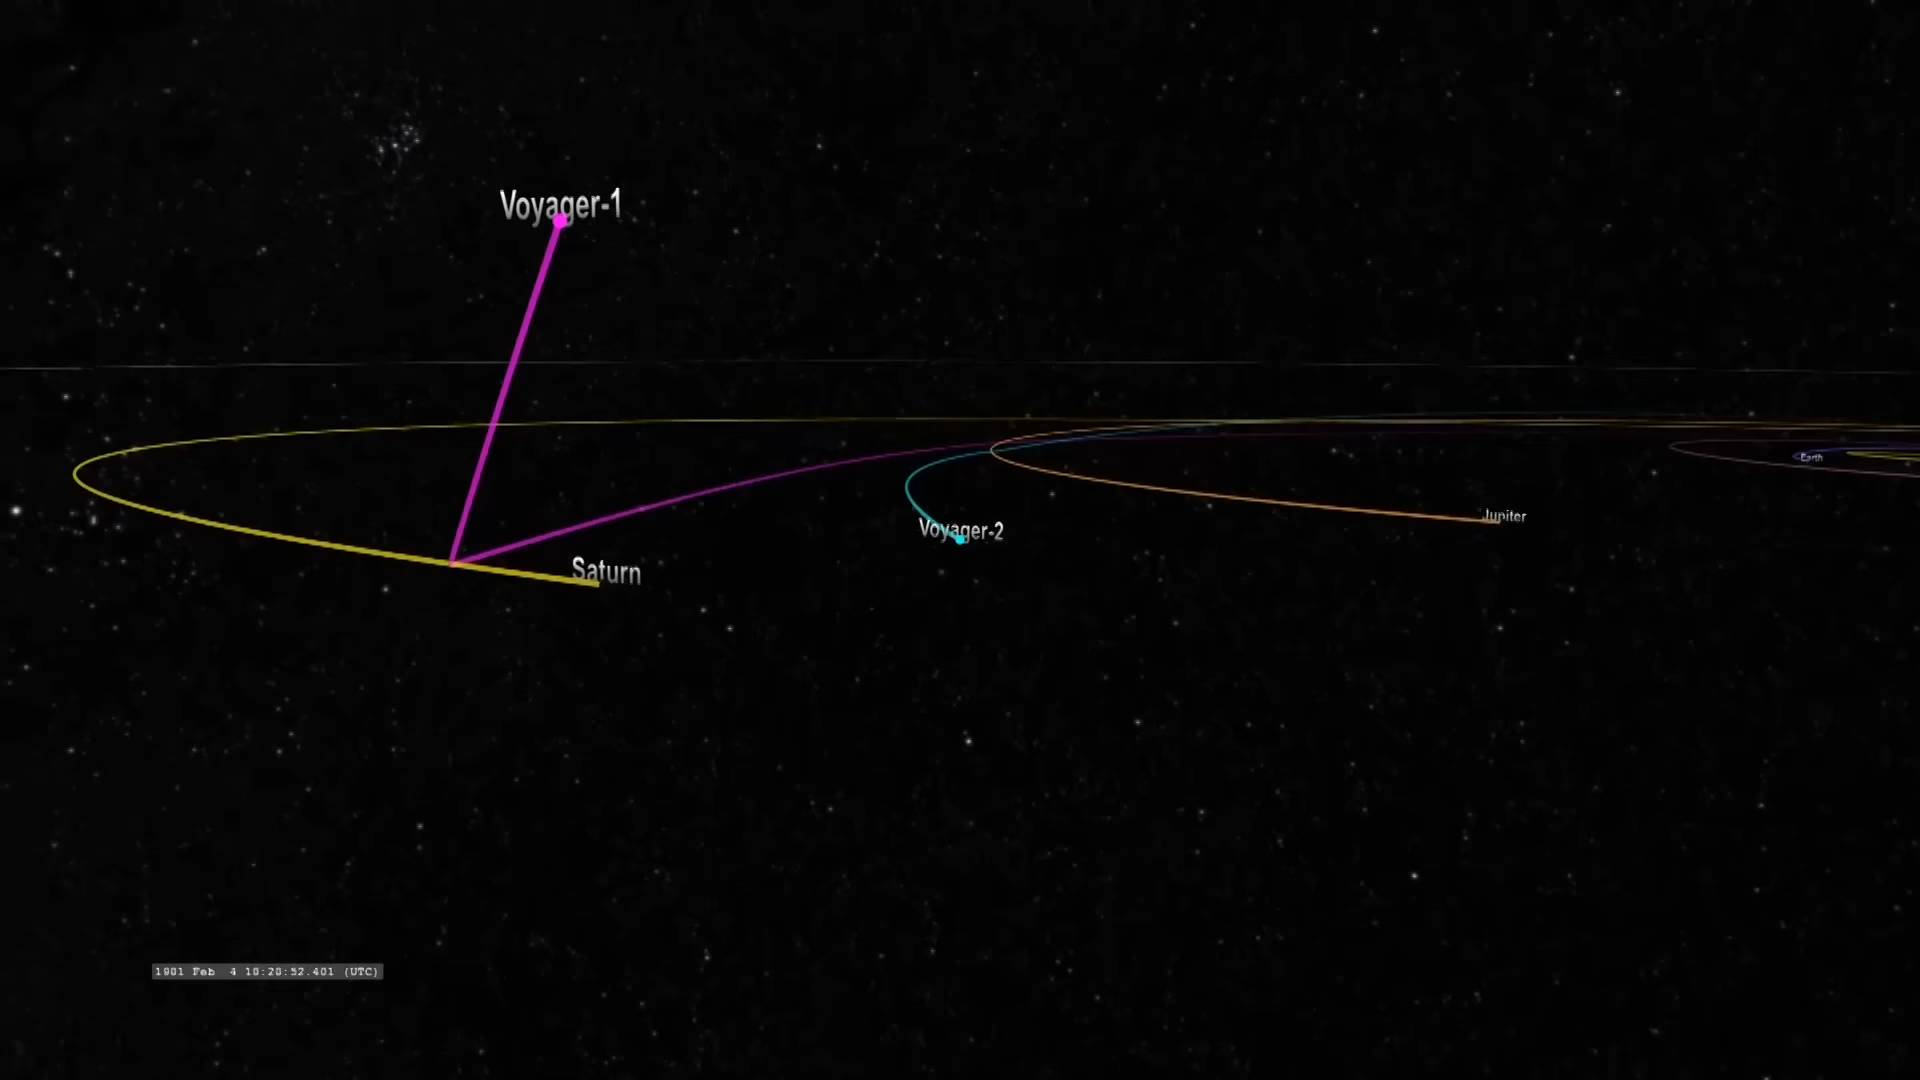 Voyager-1
Earth
Jupiter
Voyager-2
Saturn
1981 Feb  4 10:20:52.401 (UTC)